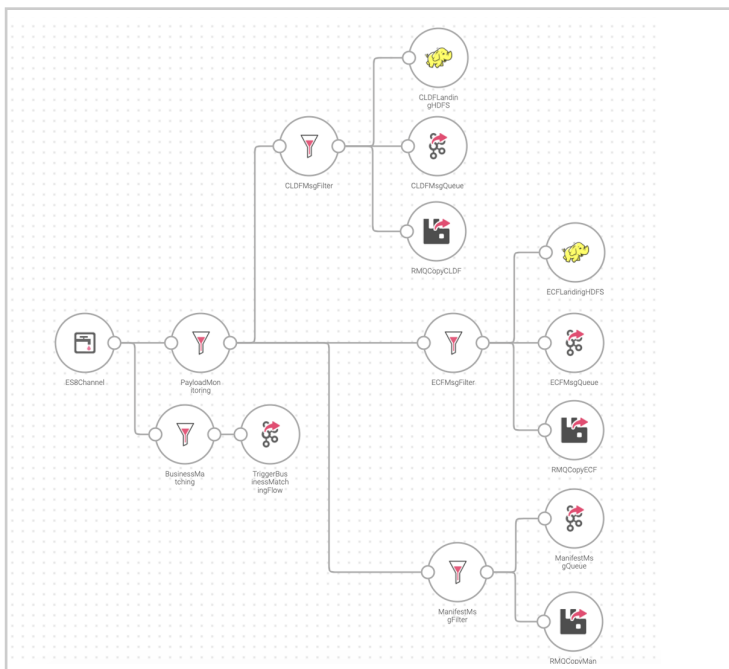 CLDFLandin
gHDFS
CLDFMsgFilter
CLDFMsgQueue
RMQCopyCLDF
ECFLandingHDFS
ES8Channel
PayloadMon
itoring
ECFMsgFilter
ECFMsgQueue
BusinessMa
tching
TriggerBus
inessMatch
ingFlow
RMQCopyECF
ManifestMs
gQueue
ManifestMs
gFilter
RMQCopyMan